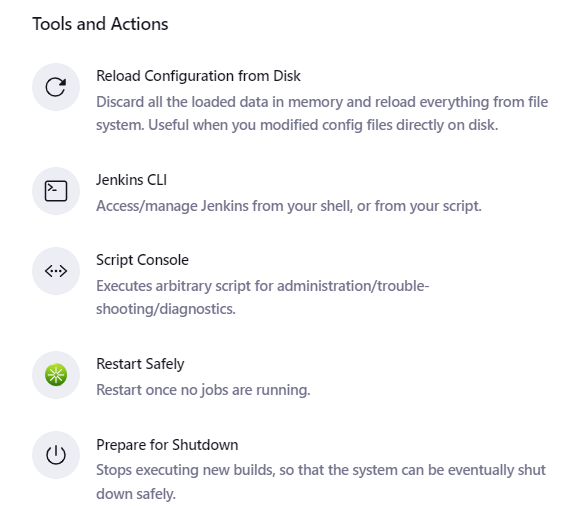 Tools and Actions
Reload Configuration from Disk
Discard all the loaded data in memory and reload everything from file
system. Useful when you modified config files directly on disk.
Jenkins CLI
Access/manage Jenkins from your shell, or from your script.
Script Console
Executes arbitrary script for administration/trouble-
shooting/diagnostics.
Restart Safely
Restart once no jobs are running.
Prepare for Shutdown
Stops executing new builds, so that the system can be eventually shut
down safely.